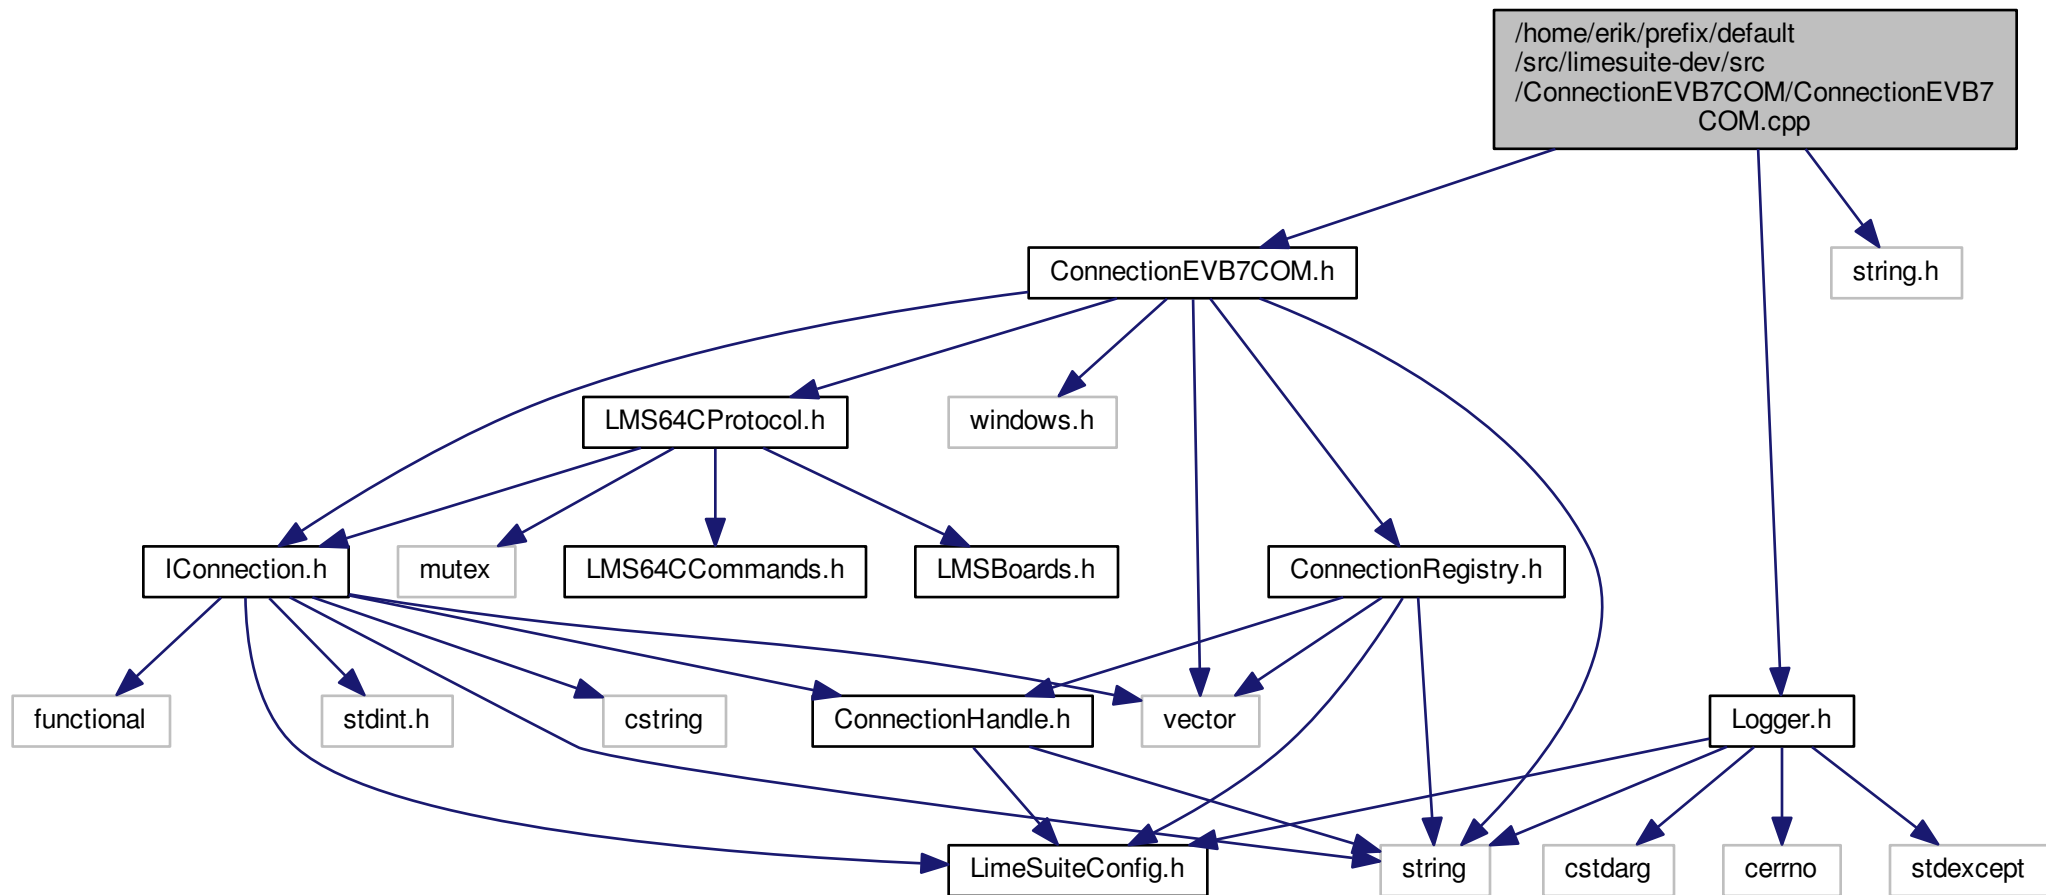 /home/erik/prefix/default
/src/limesuite-dev/src
/ConnectionEVB7COM/ConnectionEVB7
COM.cpp
ConnectionEVB7COM.h
string.h
LMS64CProtocol.h
windows.h
IConnection.h
mutex
LMS64CCommands.h
LMSBoards.h
ConnectionRegistry.h
functional
stdint.h
cstring
ConnectionHandle.h
vector
Logger.h
LimeSuiteConfig.h
string
cstdarg
cerrno
stdexcept